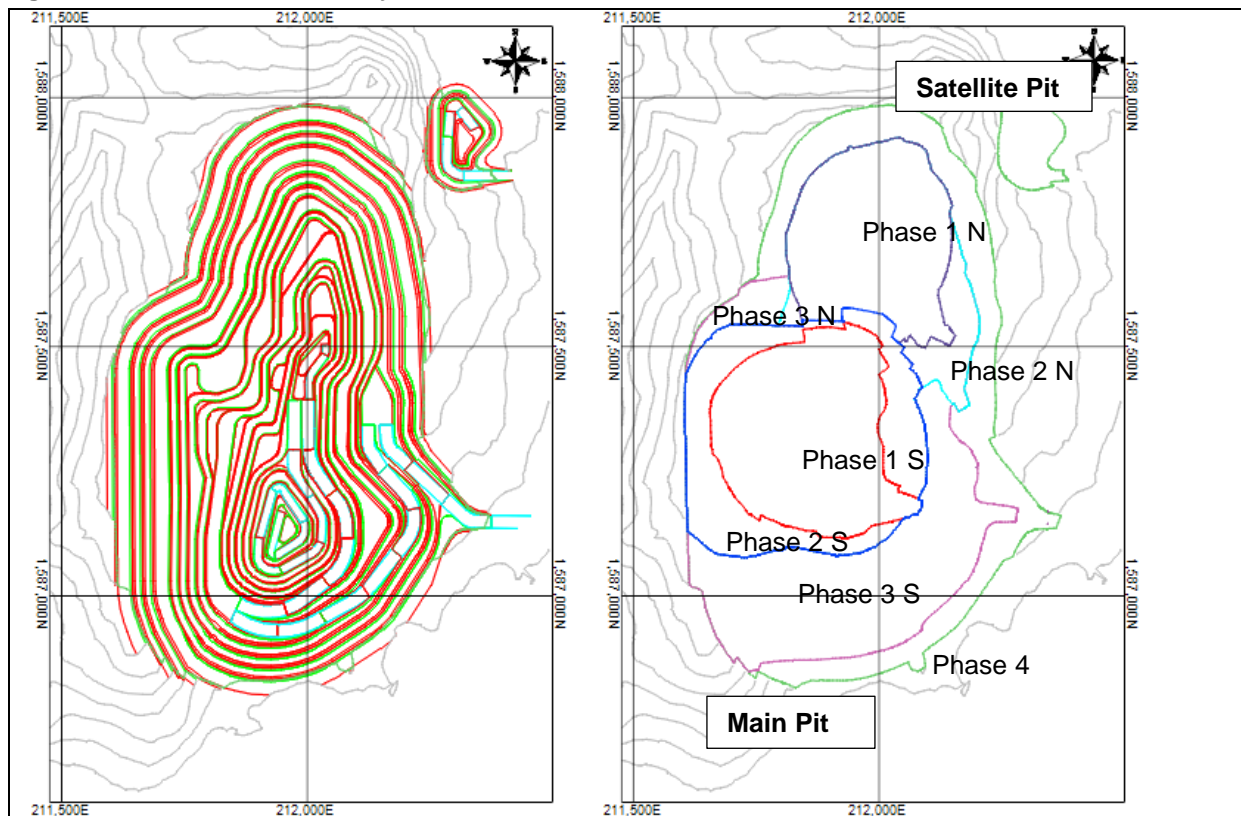 211,500E
212,000E
1,588,000N
1,587,500N
1,587,000N
211,500E
212,000E
211,500E
212,000E
1,588,000N
1,587,500N
1,587,000N
1,588,000N
1,587,500N
1,587,000N
Satellite Pit
Phase 1 N
Phase 3 N
Phase 2 N
Phase 1 S
Phase 2 S
Phase 3 S
Phase 4
Main Pit
1,588,000N
1,587,500N
1,587,000N
211,500E
212,000E